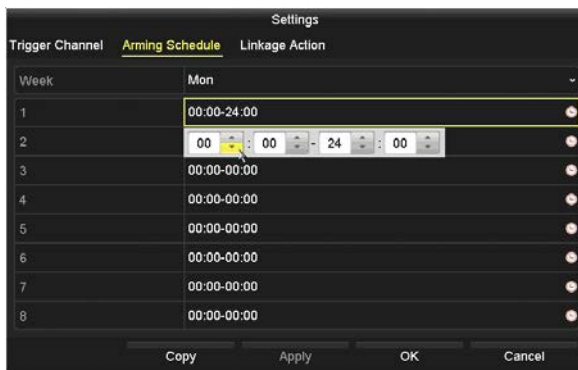 Settings
Trigger Channel Arming Schedule Linkage Action
Week Mon
1 00:00-24:00
2 00 : 00 - 24 : 00
3 00:00-00:00
4 00:00-00:00
5 00:00-00:00
6 00:00-00:00
7 00:00-00:00
8 00:00-00:00
Copy Apply OK Cancel